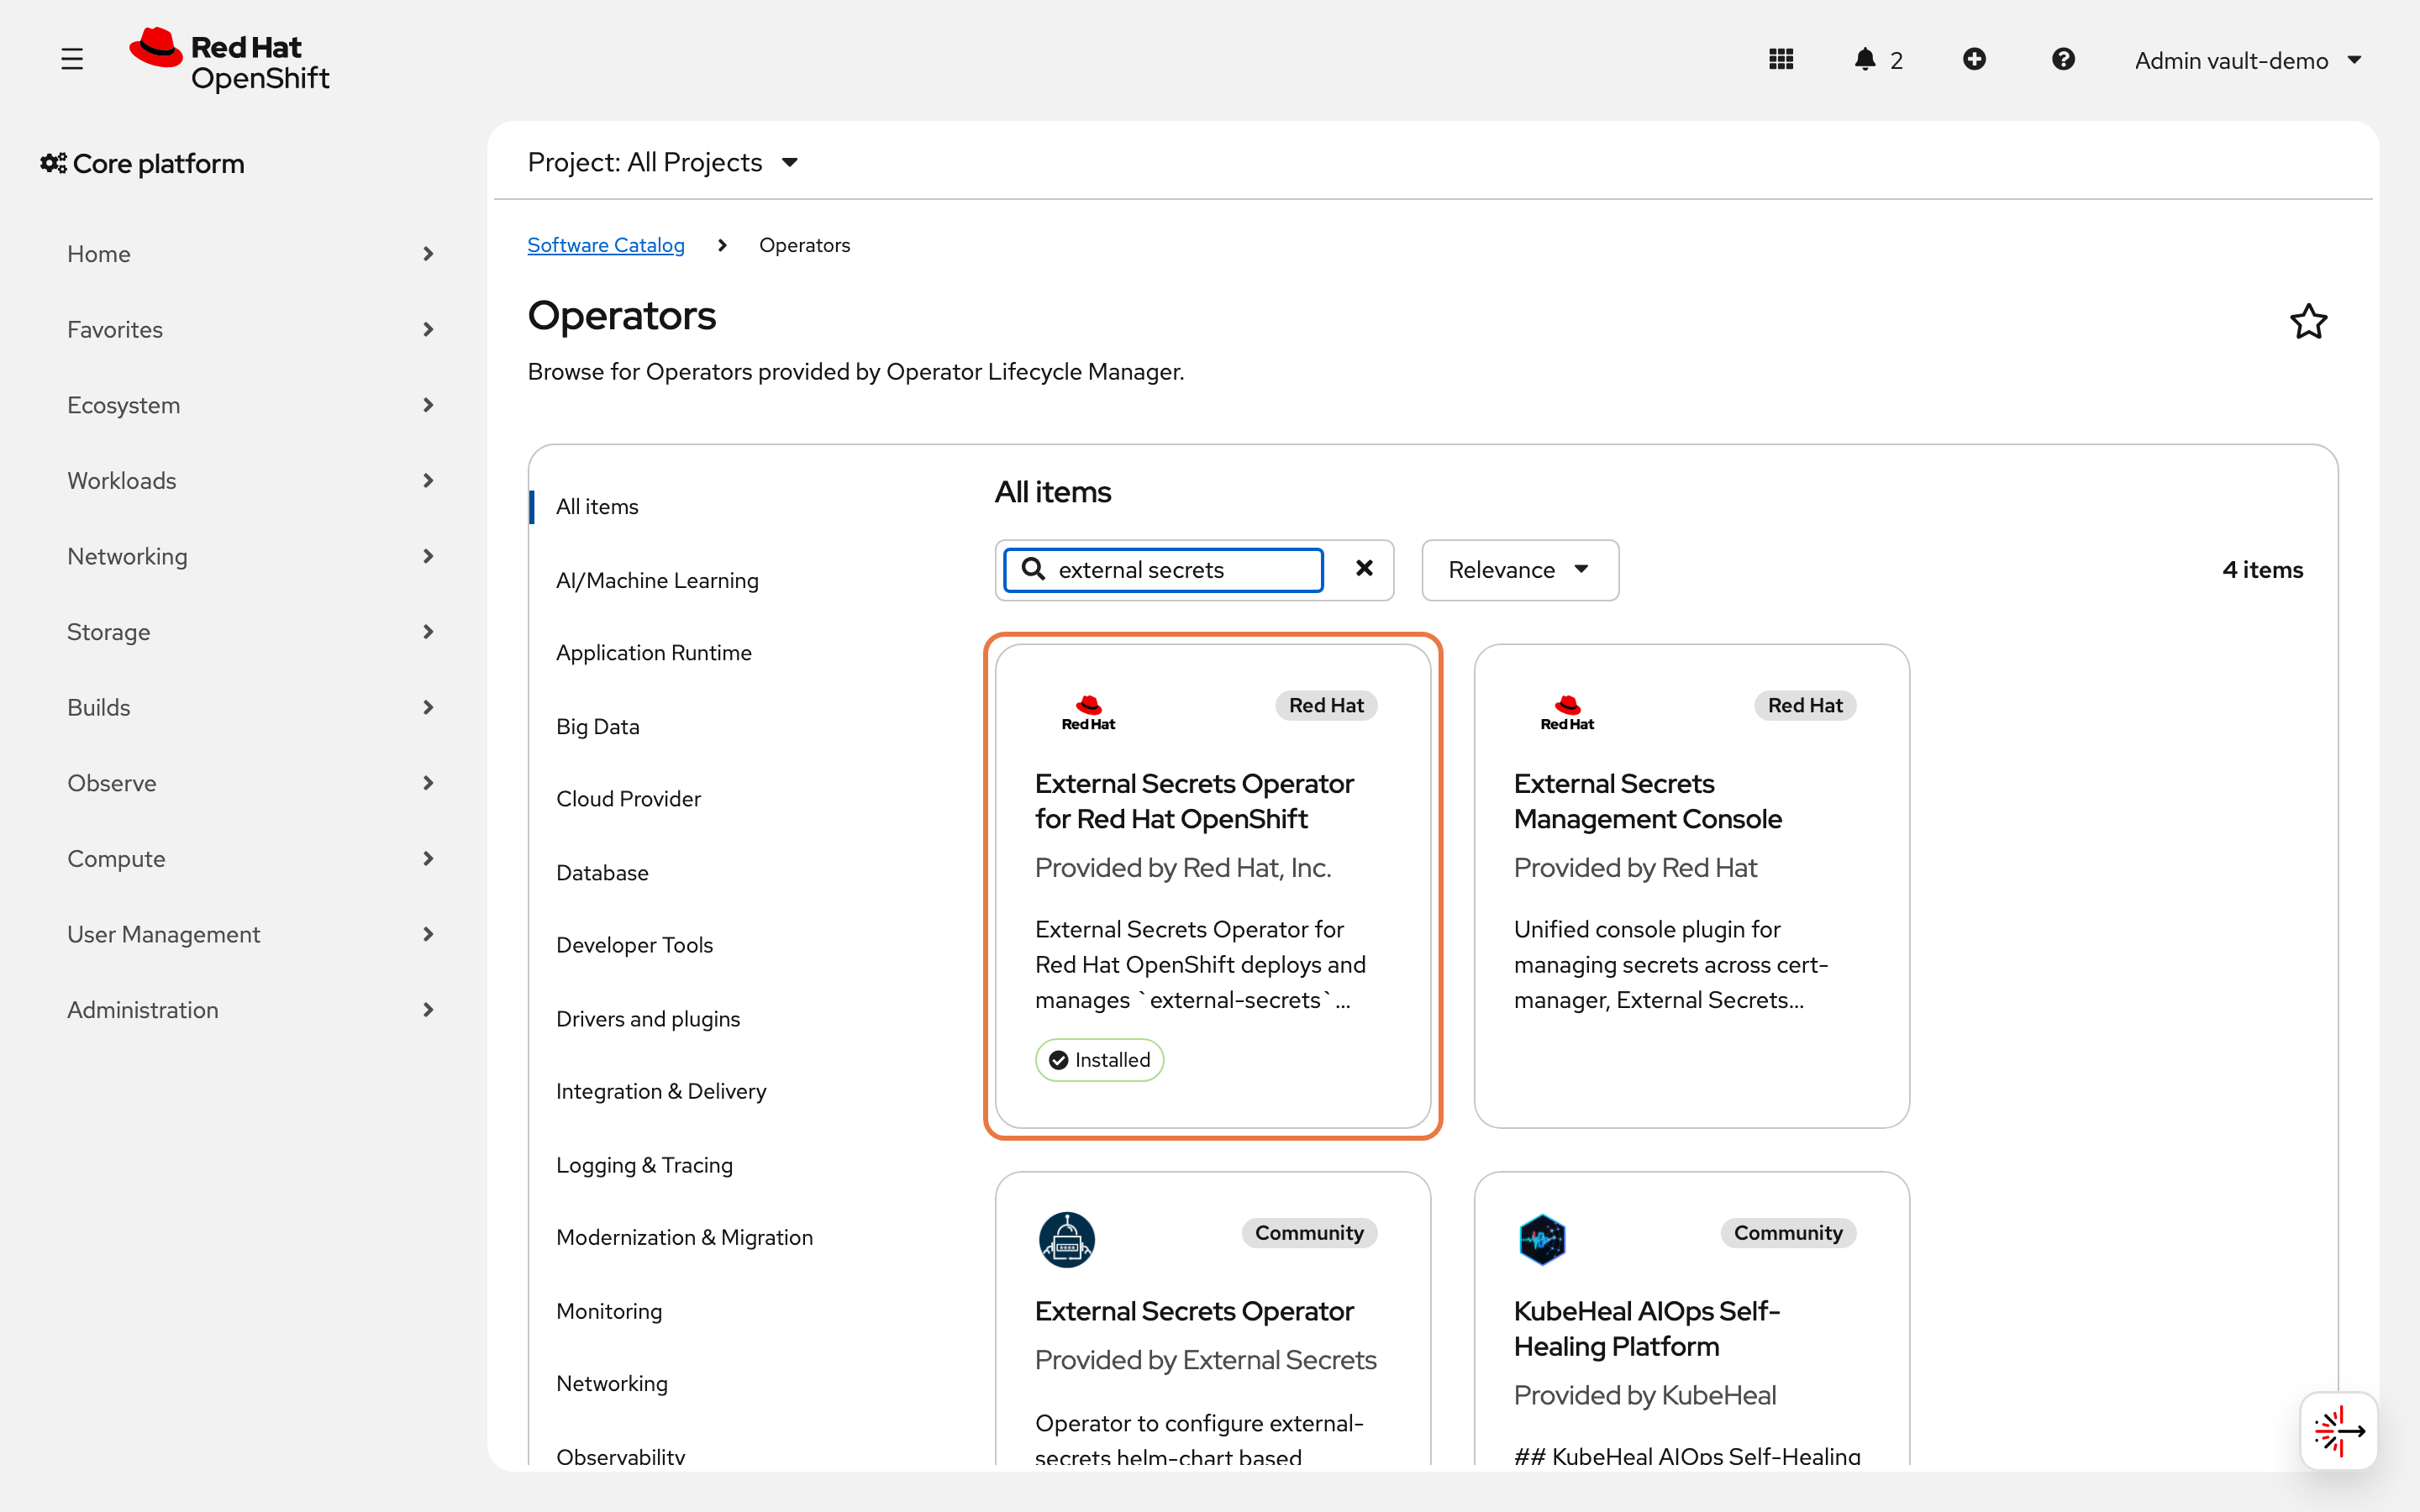 Red Hat
OpenShift
2
Admin vault-demo
Core platform
Home
Favorites
Ecosystem
Workloads
Networking
Storage
Builds
Observe
Compute
User Management
Administration
Project: All Projects
Software Catalog
Operators
Operators
Browse for Operators provided by Operator Lifecycle Manager.
All items
AI/Machine Learning
Application Runtime
Big Data
Cloud Provider
Database
Developer Tools
Drivers and plugins
Integration & Delivery
Logging & Tracing
Modernization & Migration
Monitoring
Networking
Observability
All items
external secrets
Relevance
4 items
Red Hat
Red Hat
External Secrets Operator
for Red Hat OpenShift
Provided by Red Hat, Inc.
External Secrets Operator for
Red Hat OpenShift deploys and
manages `external-secrets` ...
Installed
Red Hat
Red Hat
External Secrets
Management Console
Provided by Red Hat
Unified console plugin for
managing secrets across cert-
manager, External Secrets...
Community
External Secrets Operator
Provided by External Secrets
Operator to configure external-
secrets helm-chart based
Community
KubeHeal AIOps Self-
Healing Platform
Provided by KubeHeal
## KubeHeal AIOps Self-Healing